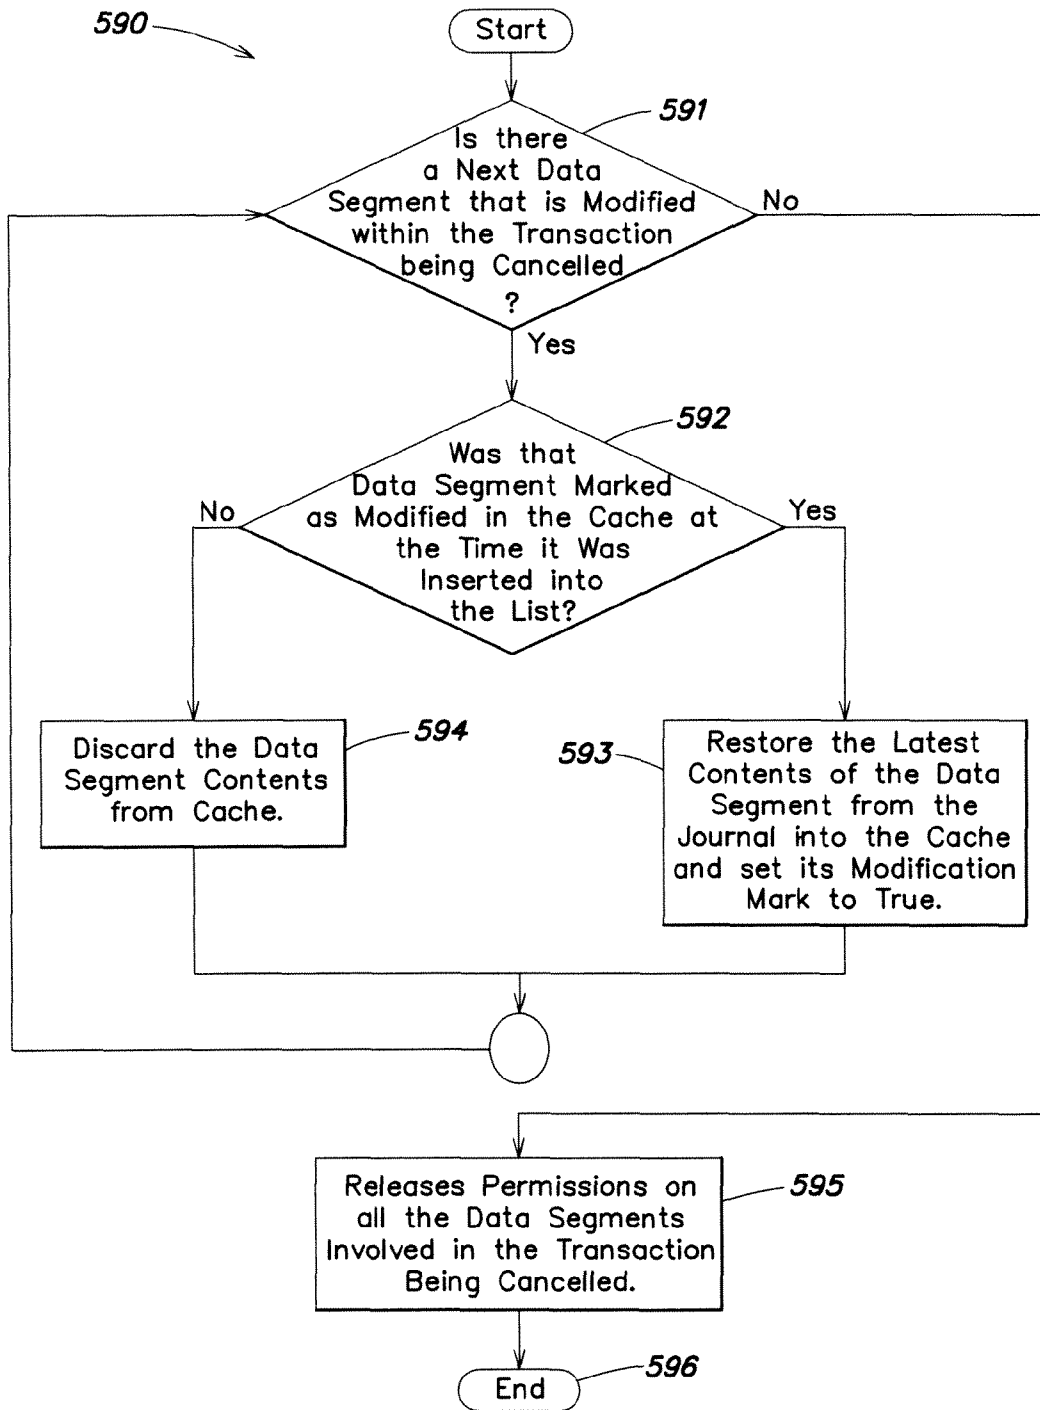 590
Start
591
Is there
a Next Data
Segment that is Modified
within the Transaction
being Cancelled
?
No
Yes
592
Was that
Data Segment Marked
as Modified in the Cache at
the Time it Was
Inserted into
the List?
No
Yes
594
Discard the Data
Segment Contents
from Cache.
593
Restore the Latest
Contents of the Data
Segment from the
Journal into the Cache
and set its Modification
Mark to True.
595
Releases Permissions on
all the Data Segments
Involved in the Transaction
Being Cancelled.
596
End